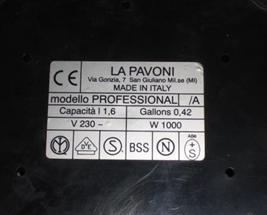 CE
LA PAVONI
Via Gorizia, 7 San Giuliano Mil.se (MI)
MADE IN ITALY
modello PROFESSIONAL /A
Capacità l 1,6 Gallons 0,42
V 230 ~ W 1000
BSS N +S